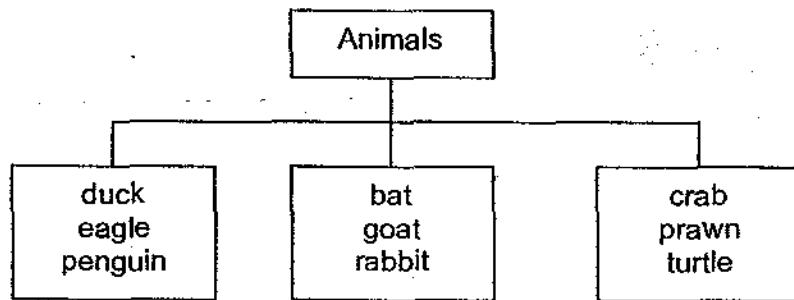 Animals
duck
eagle
penguin
bat
goat
rabbit
crab
prawn
turtle